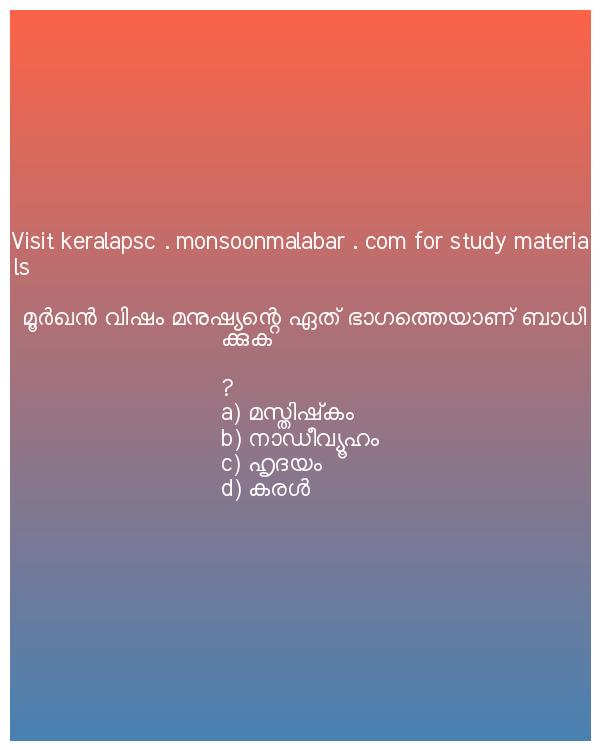 Visit keralapsc . monsoonmalabar . com for study materia
ls
മൂർഖൻ വിഷം മനുഷ്യന്റെ ഏത് ഭാഗത്തെയാണ് ബാധി
ക്കുക
?
a) മസ്തിഷ്കം
b) നാഡീവ്യൂഹം
c) ഹൃദയം
d) കരൾ